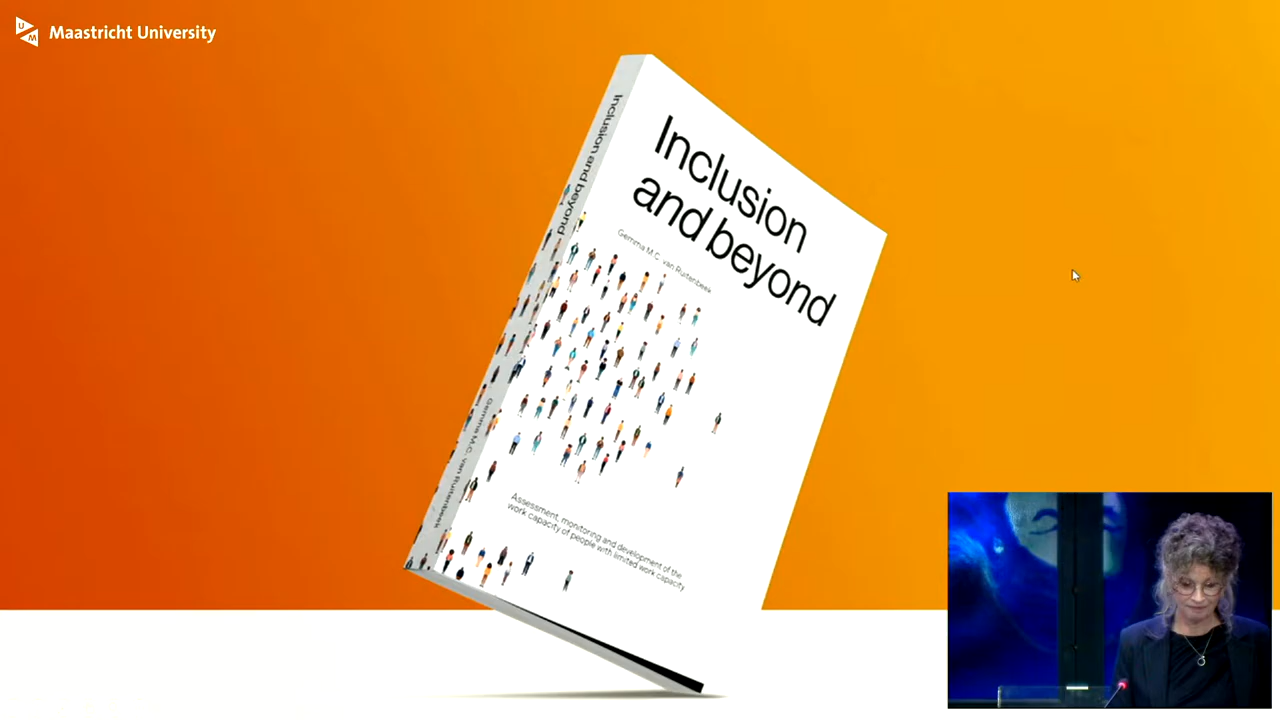 UM
Maastricht University
Inclusion
and beyond
Gemma M.C. van Ruitenbeek
Assessment, monitoring and development of the
work capacity of people with limited work capacity
Inclusion and beyond
Gemma M.C. van Ruitenbeek